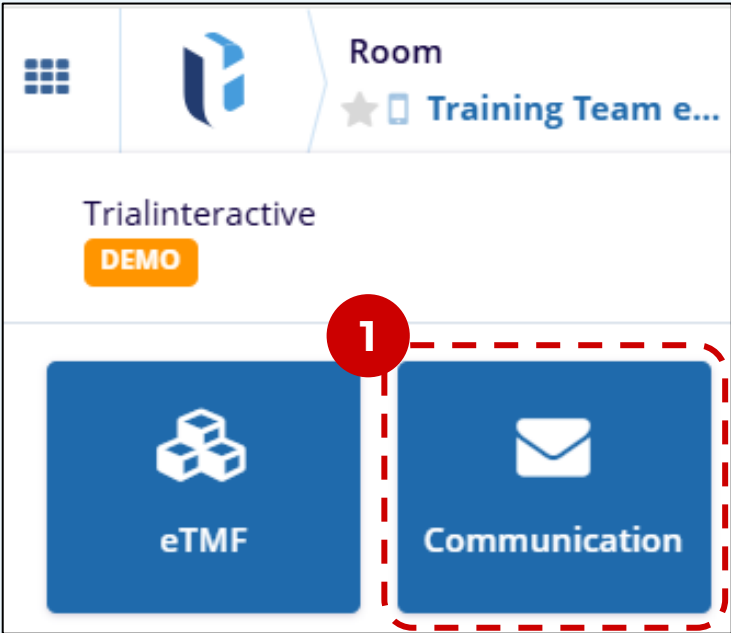 Room
Training Team e...
Trialinteractive
DEMO
1
eTMF
Communication